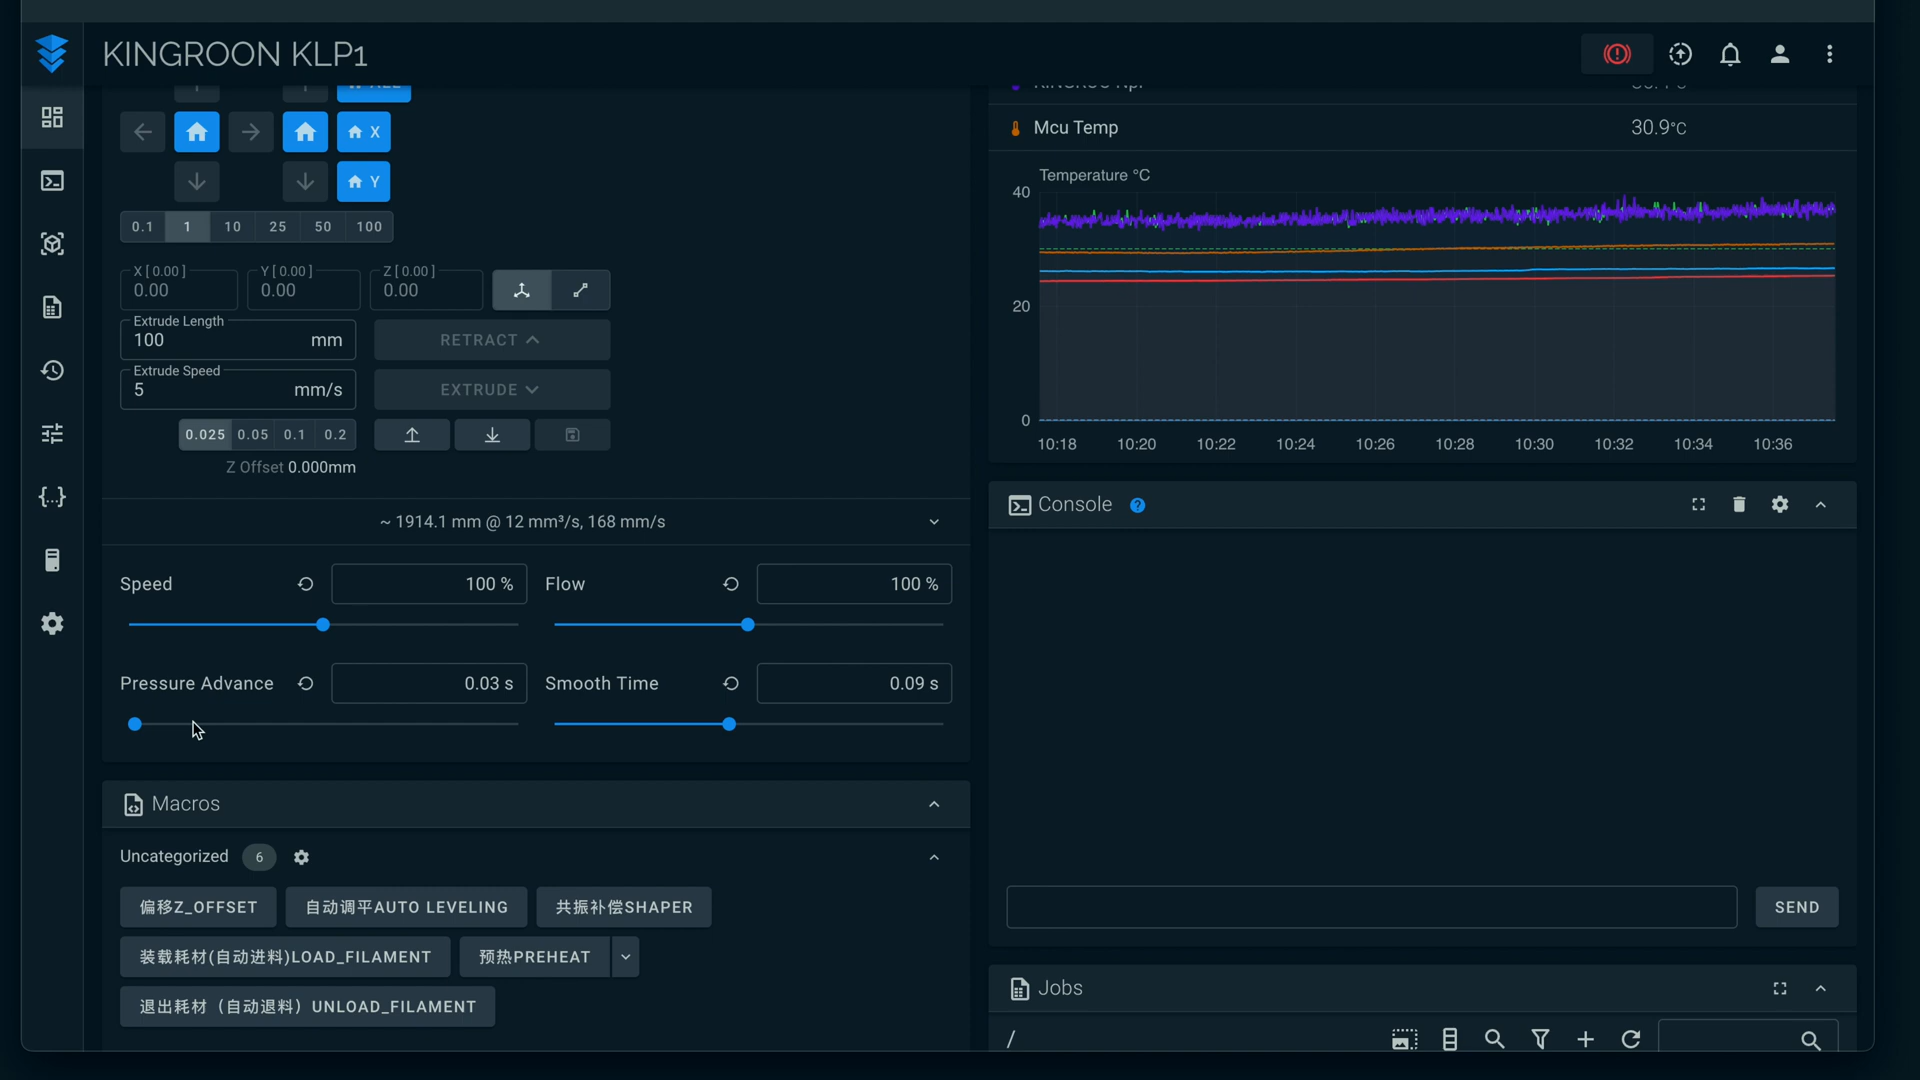 KINGROON KLP1
X
Y
0.1 1 10 25 50 100
X [ 0.00 ] Y [ 0.00 ] Z [ 0.00 ]
0.00 0.00 0.00
Extrude Length
100 mm
RETRACT
Extrude Speed
5 mm/s
EXTRUDE
0.025 0.05 0.1 0.2
Z Offset 0.000mm
~ 1914.1 mm @ 12 mm³/s, 168 mm/s
Speed 100 % Flow 100 %
Pressure Advance 0.03 s Smooth Time 0.09 s
Macros
Uncategorized 6
偏移Z_OFFSET 自动调平AUTO LEVELING 共振补偿SHAPER
装载耗材(自动进料)LOAD_FILAMENT 预热PREHEAT
退出耗材（自动退料）UNLOAD_FILAMENT
Mcu Temp 30.9°C
Temperature °C
40
20
0
10:18 10:20 10:22 10:24 10:26 10:28 10:30 10:32 10:34 10:36
Console
SEND
Jobs
/